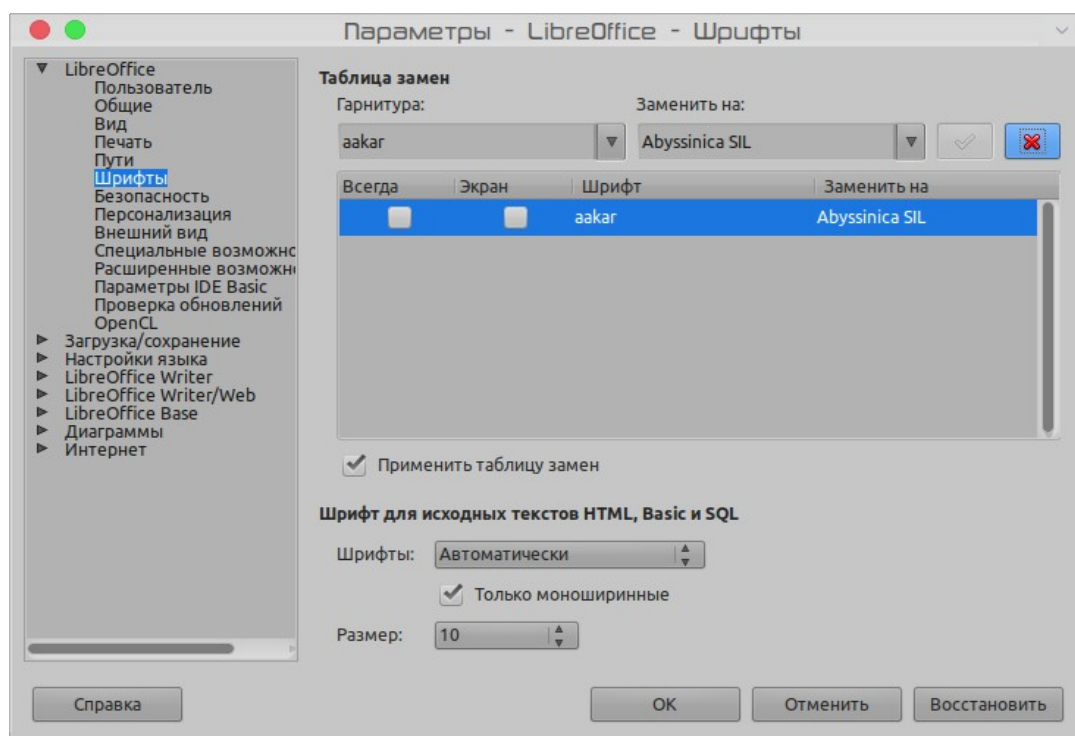 Параметры - LibreOffice - Шрифты
LibreOffice
Пользователь
Общие
Вид
Печать
Пути
Шрифты
Безопасность
Персонализация
Внешний вид
Специальные возможнс
Расширенные возможн
Параметры IDE Basic
Проверка обновлений
OpenCL
Загрузка/сохранение
Настройки языка
LibreOffice Writer
LibreOffice Writer/Web
LibreOffice Base
Диаграммы
Интернет
Таблица замен
Гарнитура: Заменить на:
aakar Abyssinica SIL
Всегда Экран Шрифт Заменить на
aakar Abyssinica SIL
Применить таблицу замен
Шрифт для исходных текстов HTML, Basic и SQL
Шрифты: Автоматически
Только моноширинные
Размер: 10
Справка OK Отменить Восстановить